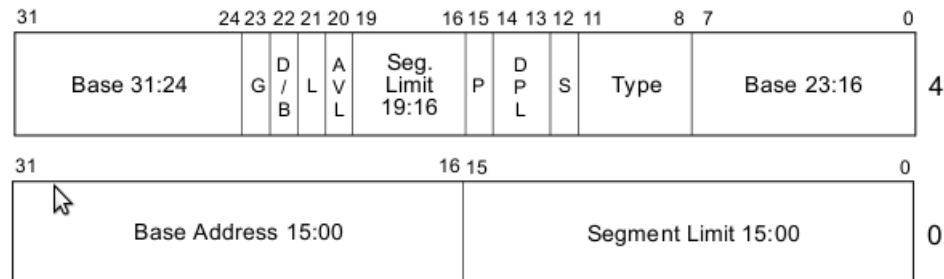 31 24 23 22 21 20 19 16 15 14 13 12 11 8 7 0
Base 31:24 G D/B L AVL Seg. Limit 19:16 P DPL S Type Base 23:16 4
31 16 15 0
Base Address 15:00 Segment Limit 15:00 0